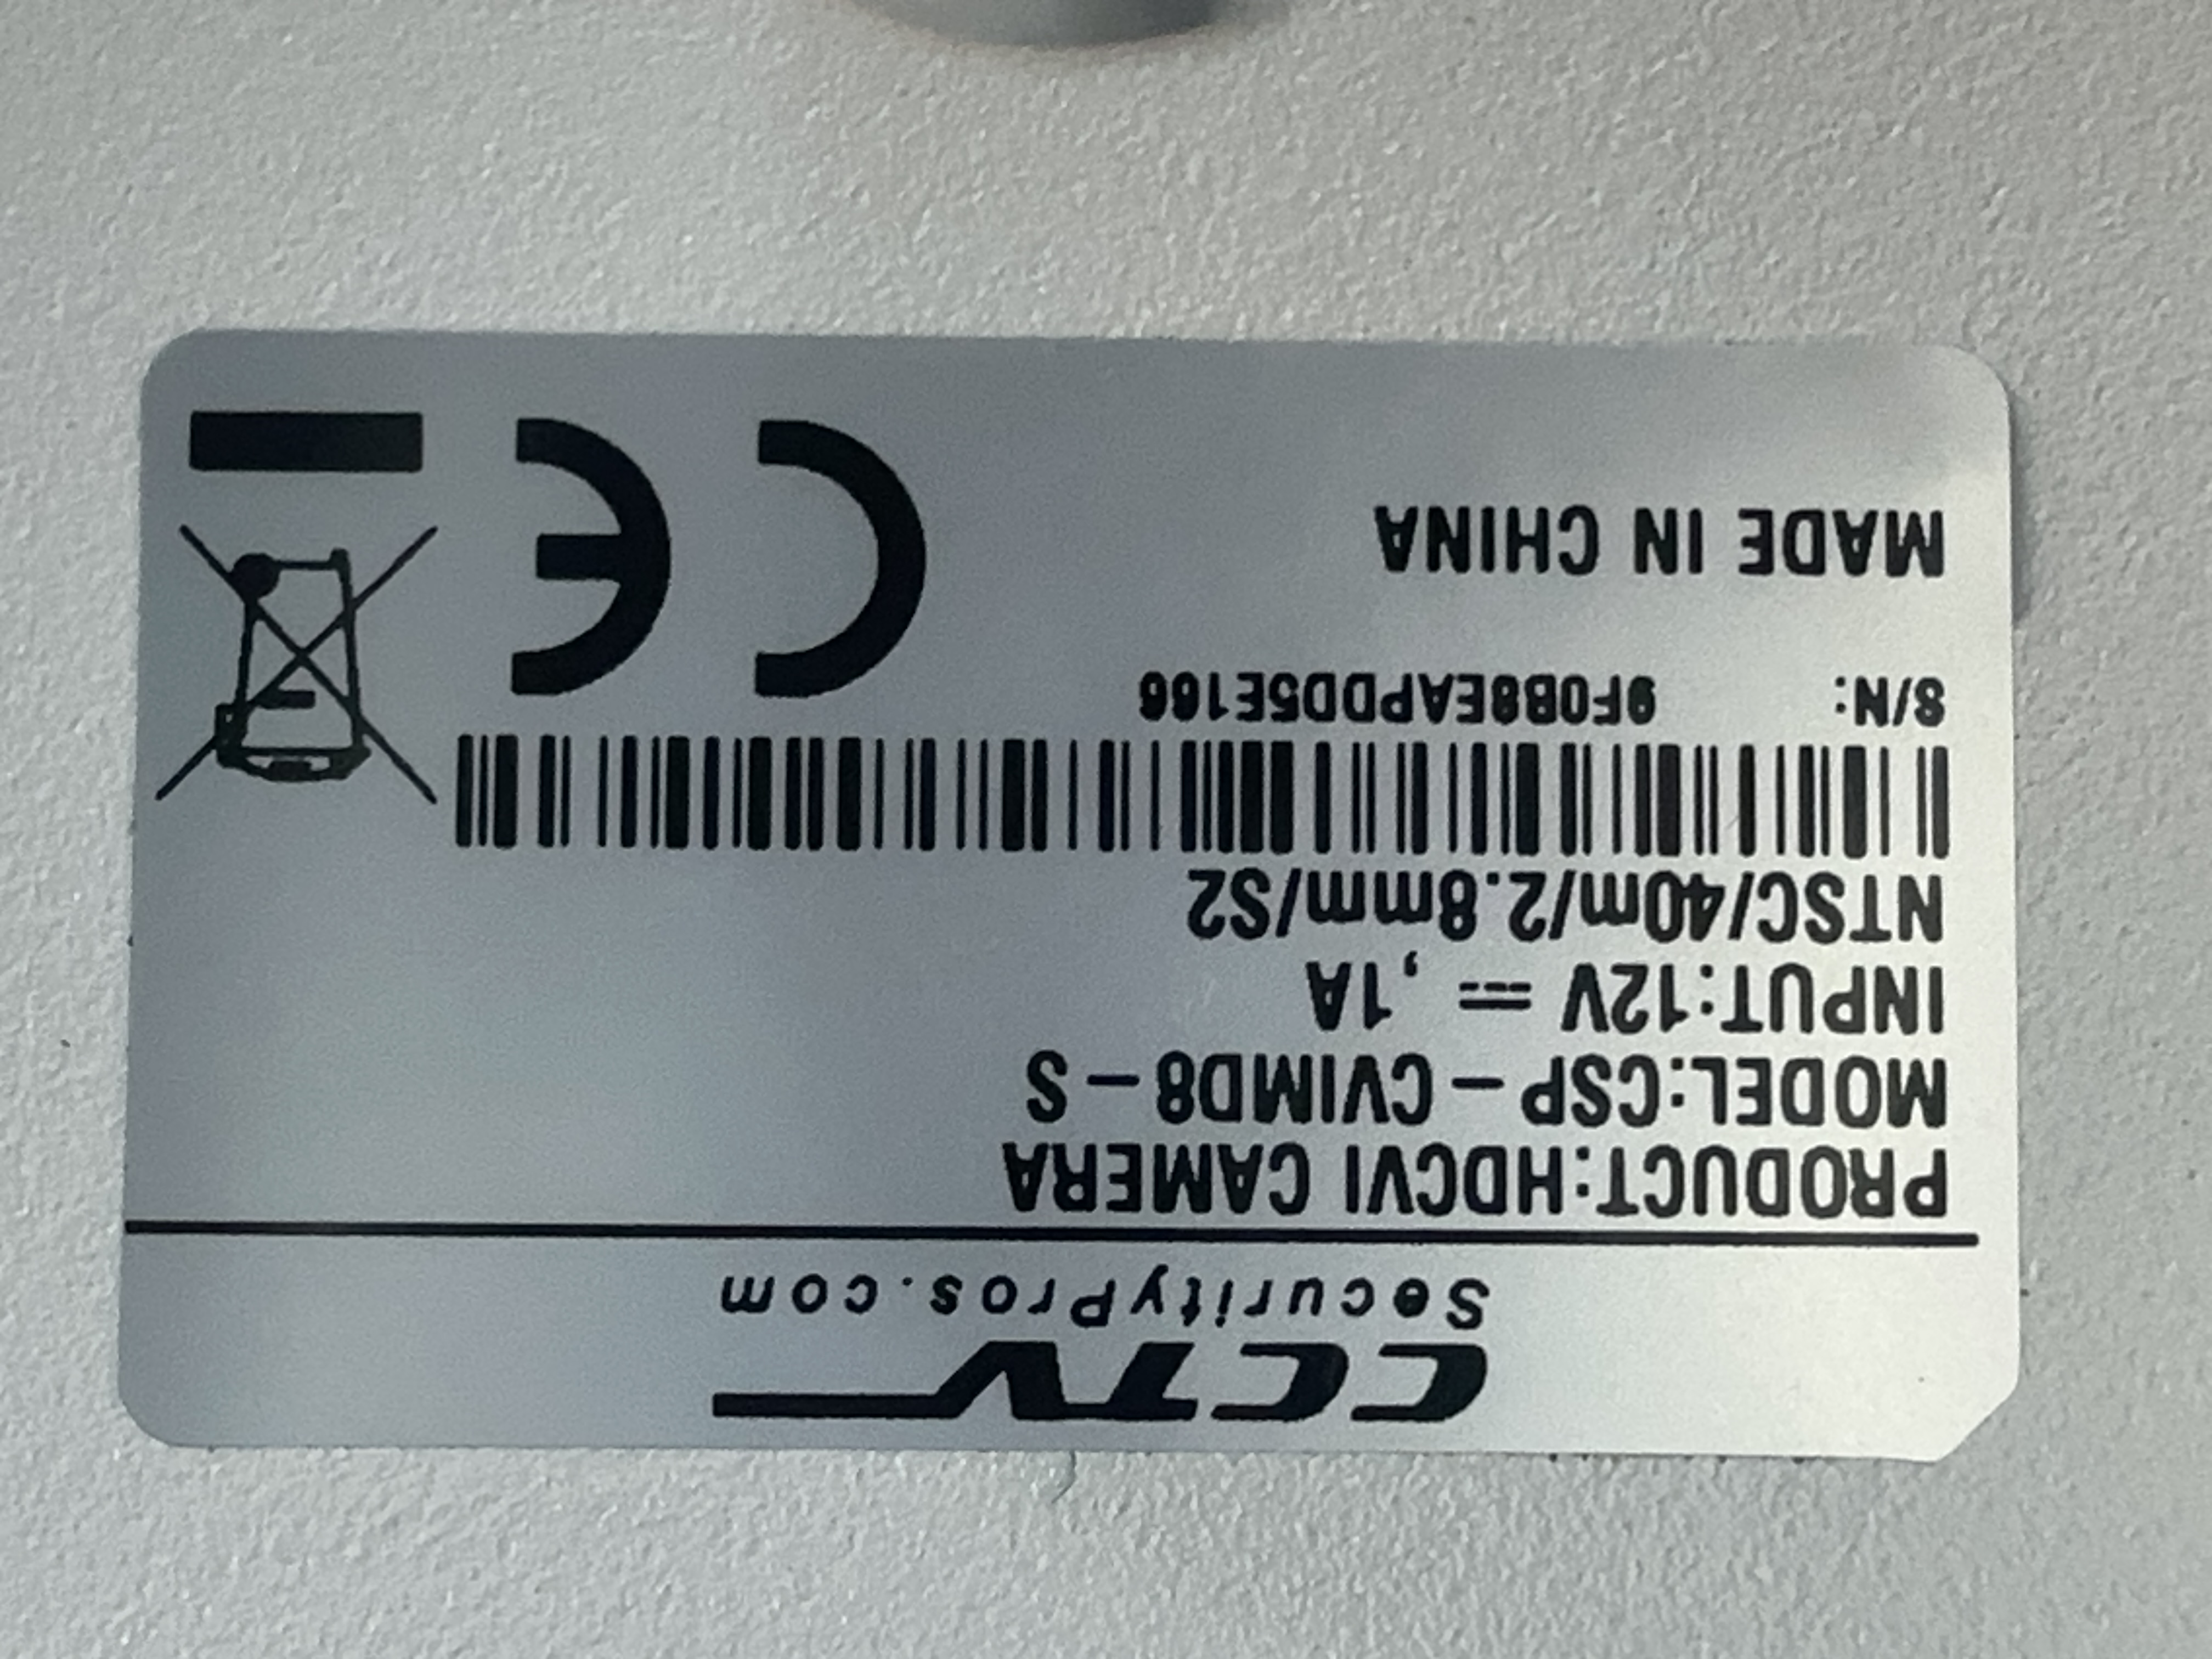 CCTV
SecurityPros.com
PRODUCT:HDCVI CAMERA
MODEL:CSP-CVIMD8-S
INPUT:12V ⎓ ,1A
NTSC/40m/2.8mm/S2
S/N: 9F0B8EAPDD5E166
MADE IN CHINA
CE